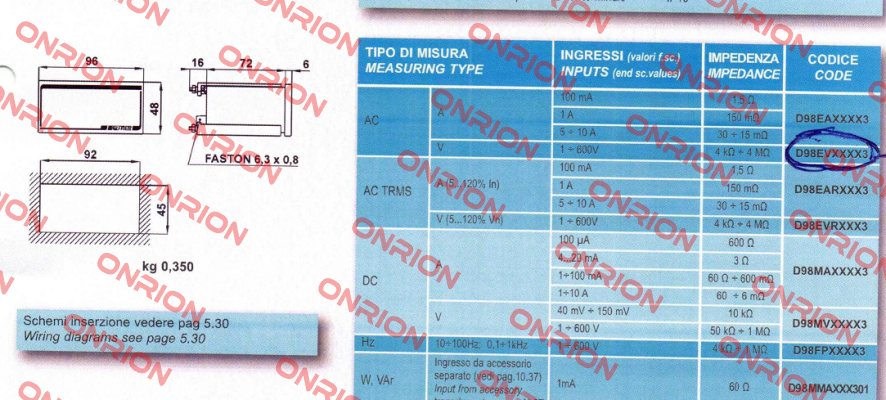 96
16 72 6
48
FASTON 6,3 x 0,8
92
45
kg 0,350
Schemi inserzione vedere pag 5.30
Wiring diagrams see page 5.30
TIPO DI MISURA
MEASURING TYPE
INGRESSI (valori f.sc.)
INPUTS (end sc.values)
IMPEDENZA
IMPEDANCE
CODICE
CODE
AC
A
100 mA 1,5 Ω
1 A 150 mΩ
5 ÷ 10 A 30 ÷ 15 mΩ
D98EAXXXX3
V 1 ÷ 600V 4 kΩ ÷ 4 MΩ D98EVXXXX3
AC TRMS
A (5...120% In)
100 mA 1,5 Ω
1 A 150 mΩ
5 ÷ 10 A 30 ÷ 15 mΩ
D98EARXXX3
V (5...120% Vn) 1 ÷ 600V 4 kΩ ÷ 4 MΩ D98EVRXXX3
DC
A
100 µA 600 Ω
4...20 mA 3 Ω
1÷100 mA 60 Ω ÷ 600 mΩ
1÷10 A 60 ÷ 6 mΩ
D98MAXXXX3
V
40 mV ÷ 150 mV 10 kΩ
1 ÷ 600 V 50 kΩ ÷ 1 MΩ
D98MVXXXX3
Hz 10÷100Hz; 0,1÷1kHz 1 ÷ 600 V D98FPXXXX3
W, VAr
Ingresso da accessorio
separato (vedi pag.10.37)
Input from accessory
1mA 60 Ω D98MMAXXX301
ONRION